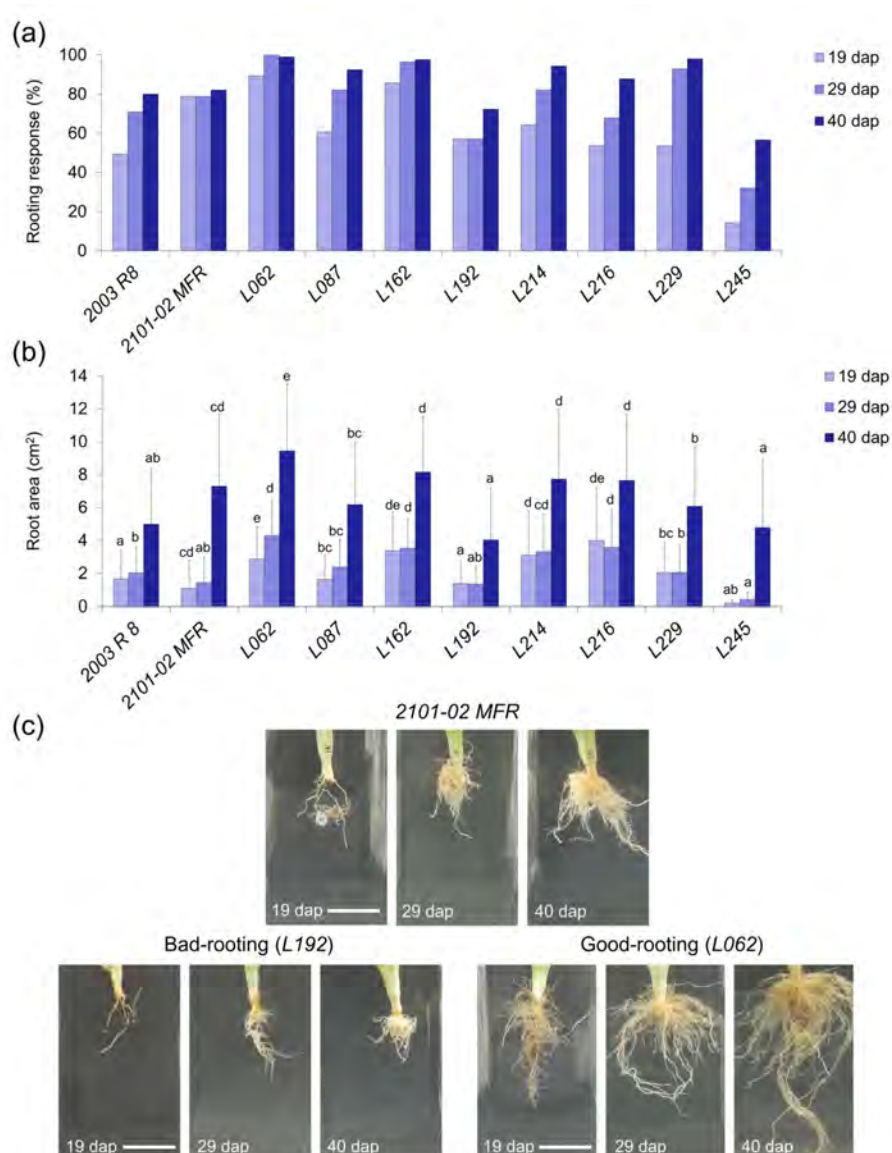 (a)
100
80
60
40
20
0
Rooting response (%)
19 dap
29 dap
40 dap
2003 R8
2101-02 MFR
L062
L087
L162
L192
L214
L216
L229
L245
(b)
14
12
10
8
6
4
2
0
Root area (cm²)
19 dap
29 dap
40 dap
a b ab
cd ab cd
e d e
bc bc bc
de d d
a ab a
d cd d
de d d
bc b b
ab a a
2003 R 8
2101-02 MFR
L062
L087
L162
L192
L214
L216
L229
L245
(c)
2101-02 MFR
19 dap
29 dap
40 dap
Bad-rooting (L192)
Good-rooting (L062)
19 dap
29 dap
40 dap
19 dap
29 dap
40 dap